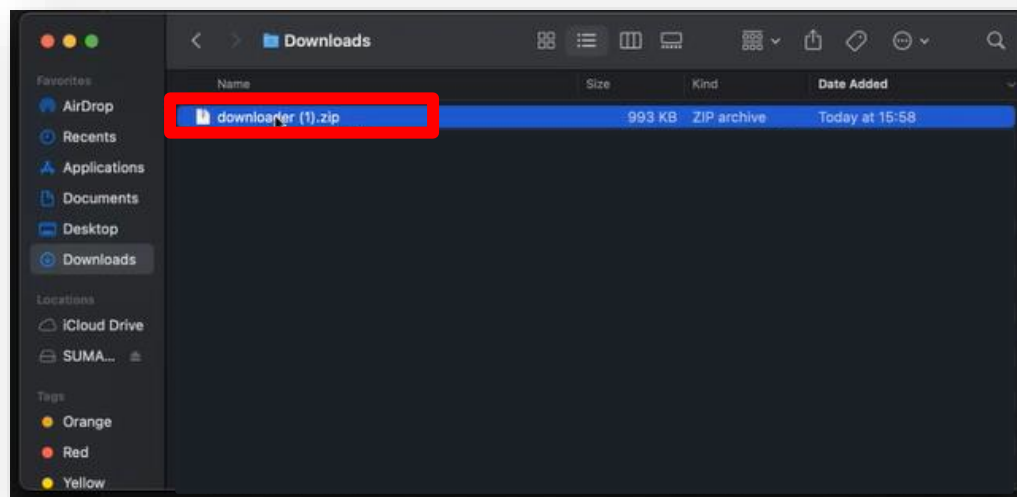 Downloads
Favorites
Name Size Kind Date Added
AirDrop
downloader (1).zip 993 KB ZIP archive Today at 15:58
Recents
Applications
Documents
Desktop
Downloads
Locations
iCloud Drive
SUMA...
Tags
Orange
Red
Yellow